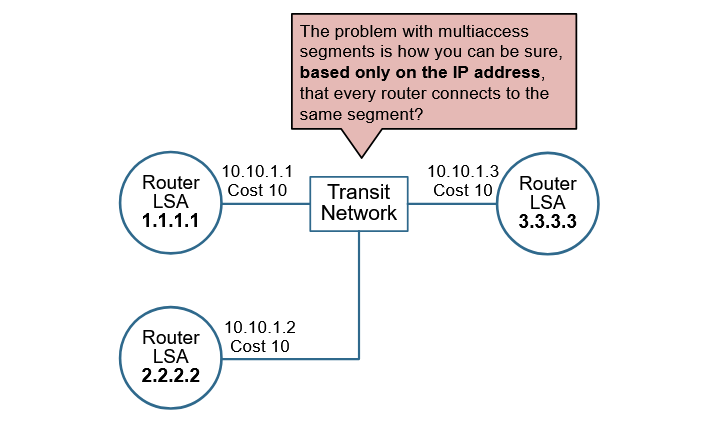 The problem with multiaccess
segments is how you can be sure,
based only on the IP address,
that every router connects to the
same segment?
10.10.1.1
Cost 10
10.10.1.3
Cost 10
Router
LSA
1.1.1.1
Transit
Network
Router
LSA
3.3.3.3
10.10.1.2
Cost 10
Router
LSA
2.2.2.2